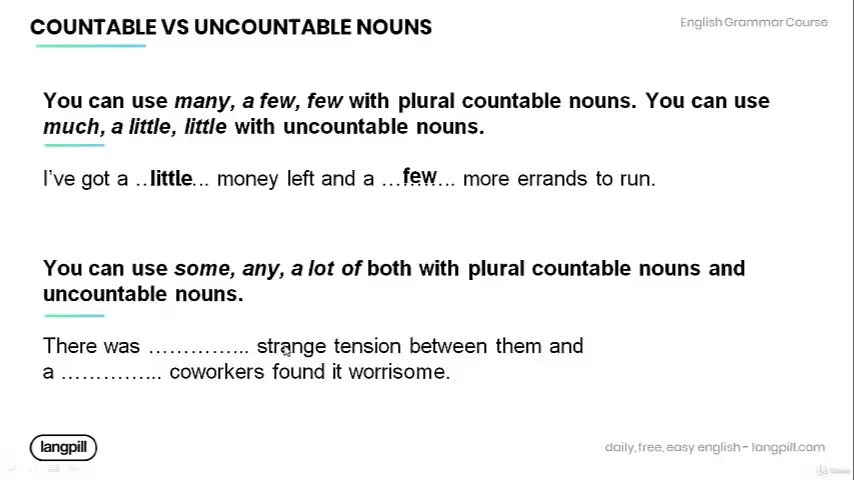 COUNTABLE VS UNCOUNTABLE NOUNS
English Grammar Course
You can use many, a few, few with plural countable nouns. You can use
much, a little, little with uncountable nouns.
I've got a ..little... money left and a ...few... more errands to run.
You can use some, any, a lot of both with plural countable nouns and
uncountable nouns.
There was …………... strange tension between them and
a …………... coworkers found it worrisome.
langpill
daily, free, easy english - langpill.com